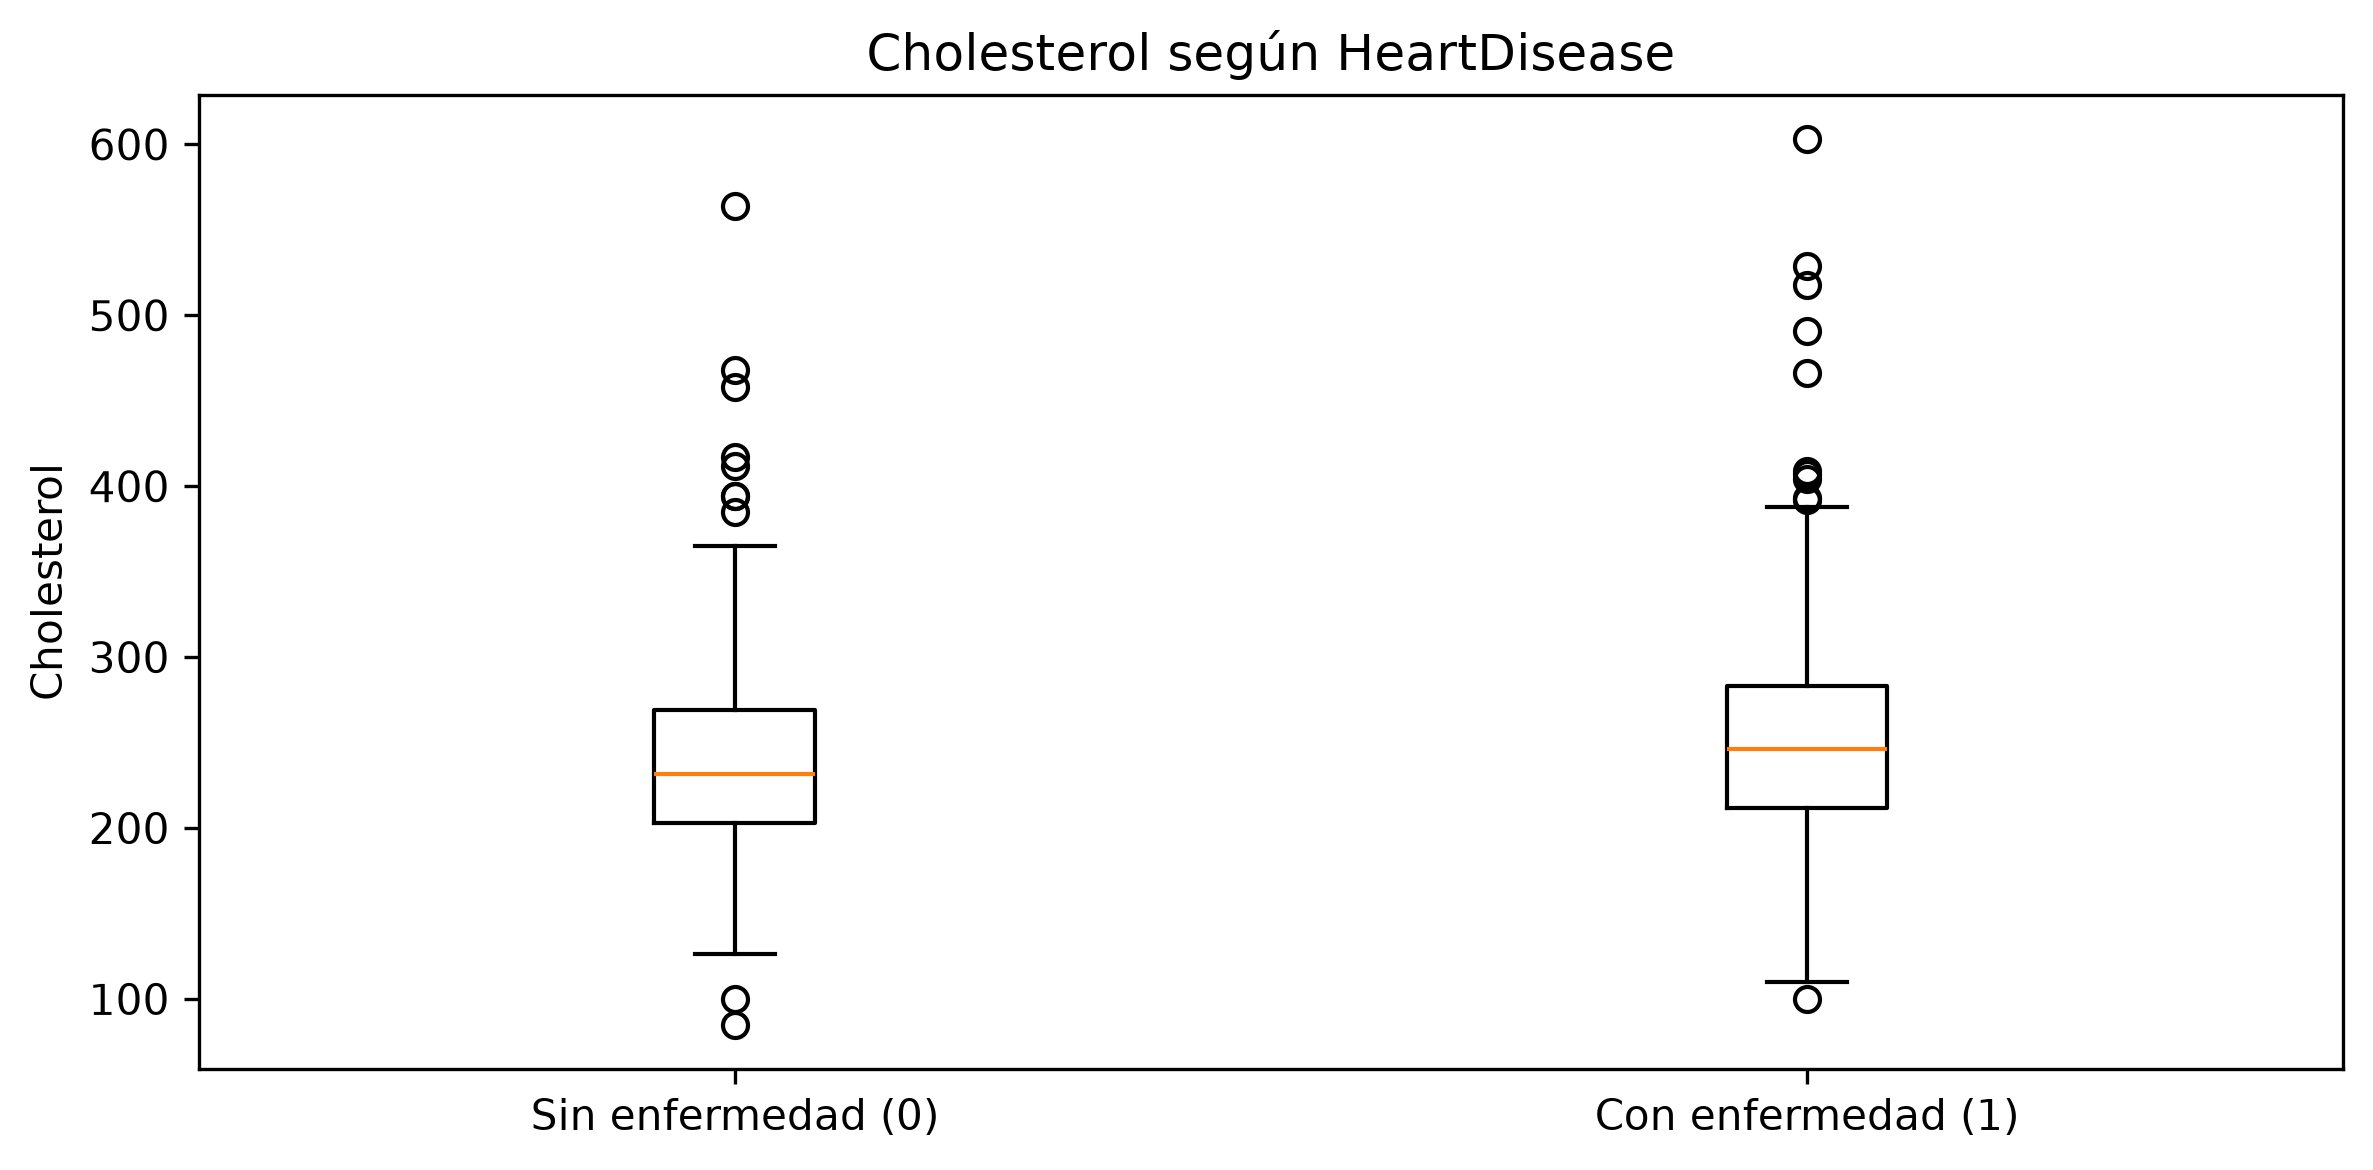 Cholesterol según HeartDisease
Cholesterol
600
500
400
300
200
100
Sin enfermedad (0)
Con enfermedad (1)